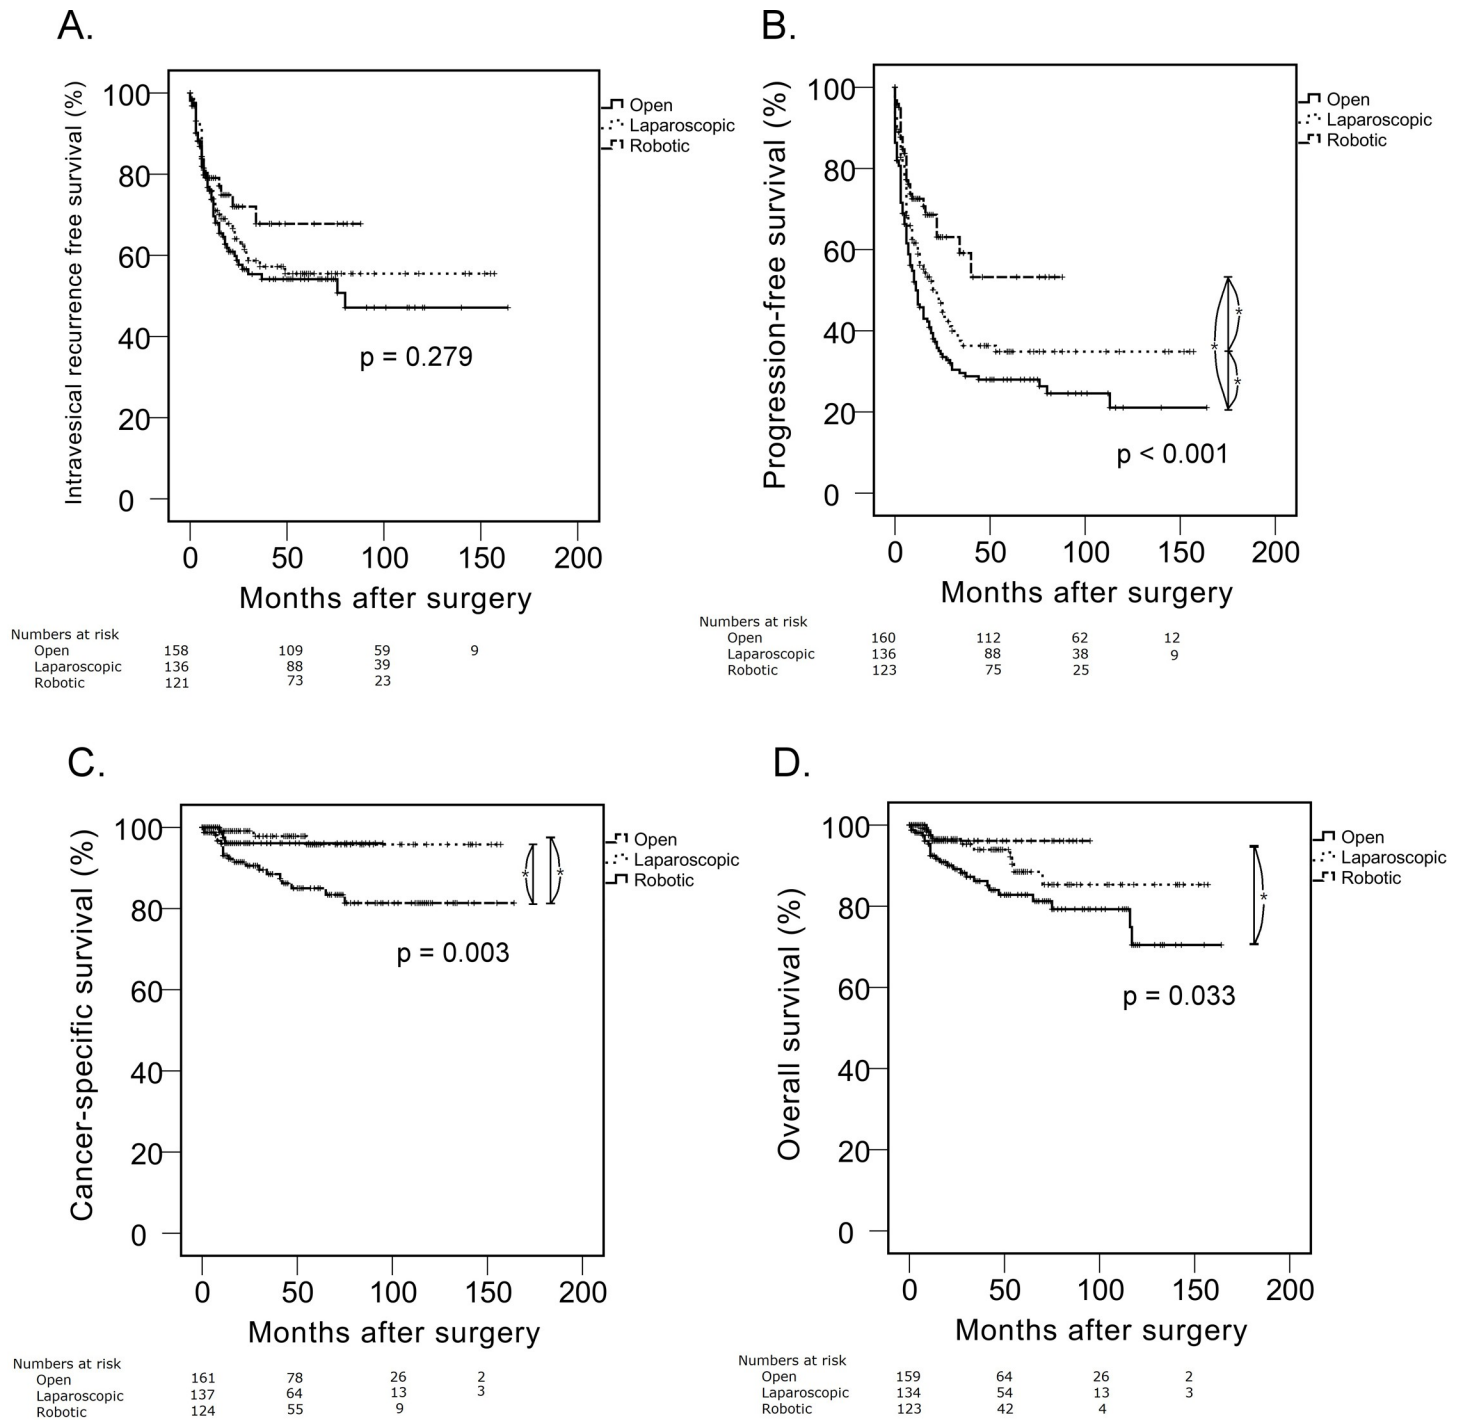 A.
Intravesical recurrence free survival (%)
100
80
60
40
20
0
Open
Laparoscopic
Robotic
p = 0.279
0 50 100 150 200
Months after surgery
Numbers at risk
Open 158 109 59 9
Laparoscopic 136 88 39
Robotic 121 73 23
B.
Progression-free survival (%)
100
80
60
40
20
0
Open
Laparoscopic
Robotic
*
*
*
p < 0.001
0 50 100 150 200
Months after surgery
Numbers at risk
Open 160 112 62 12
Laparoscopic 136 88 38 9
Robotic 123 75 25
C.
Cancer-specific survival (%)
100
80
60
40
20
0
Open
Laparoscopic
Robotic
* *
p = 0.003
0 50 100 150 200
Months after surgery
Numbers at risk
Open 161 78 26 2
Laparoscopic 137 64 13 3
Robotic 124 55 9
D.
Overall survival (%)
100
80
60
40
20
0
Open
Laparoscopic
Robotic
*
p = 0.033
0 50 100 150 200
Months after surgery
Numbers at risk
Open 159 64 26 2
Laparoscopic 134 54 13 3
Robotic 123 42 4